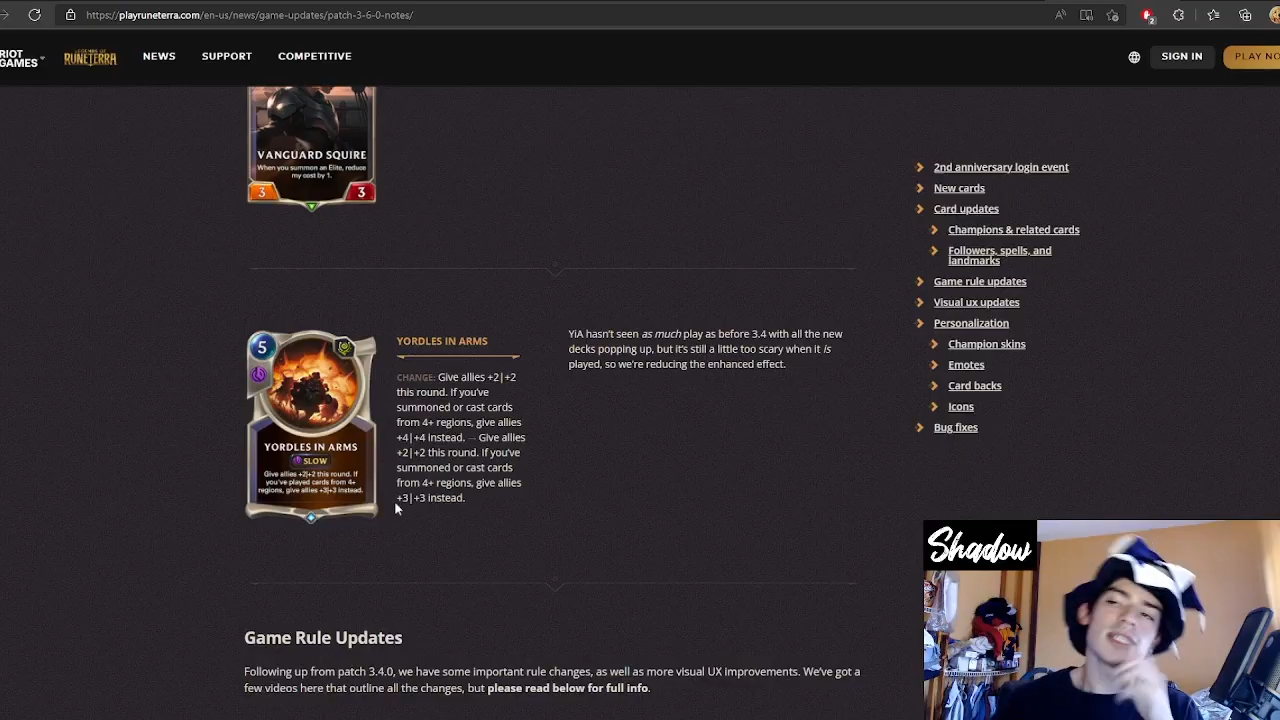 https://playruneterra.com/en-us/news/game-updates/patch-3-6-0-notes/
2
RIOT
GAMES
LEGENDS OF
RUNETERRA
NEWS
SUPPORT
COMPETITIVE
SIGN IN
PLAY NO
VANGUARD SQUIRE
When you summon an Elite, reduce
my cost by 1.
3
3
2nd anniversary login event
New cards
Card updates
Champions & related cards
Followers, spells, and
landmarks
Game rule updates
Visual ux updates
Personalization
Champion skins
Emotes
Card backs
Icons
Bug fixes
5
YORDLES IN ARMS
SLOW
Give allies +2|+2 this round. If
you've played cards from 4+
regions, give allies +3|+3 instead.
YORDLES IN ARMS
CHANGE: Give allies +2|+2
this round. If you've
summoned or cast cards
from 4+ regions, give allies
+4|+4 instead. → Give allies
+2|+2 this round. If you've
summoned or cast cards
from 4+ regions, give allies
+3|+3 instead.
YiA hasn't seen as much play as before 3.4 with all the new
decks popping up, but it's still a little too scary when it is
played, so we're reducing the enhanced effect.
Game Rule Updates
Following up from patch 3.4.0, we have some important rule changes, as well as more visual UX improvements. We've got a
few videos here that outline all the changes, but please read below for full info.
Shadow